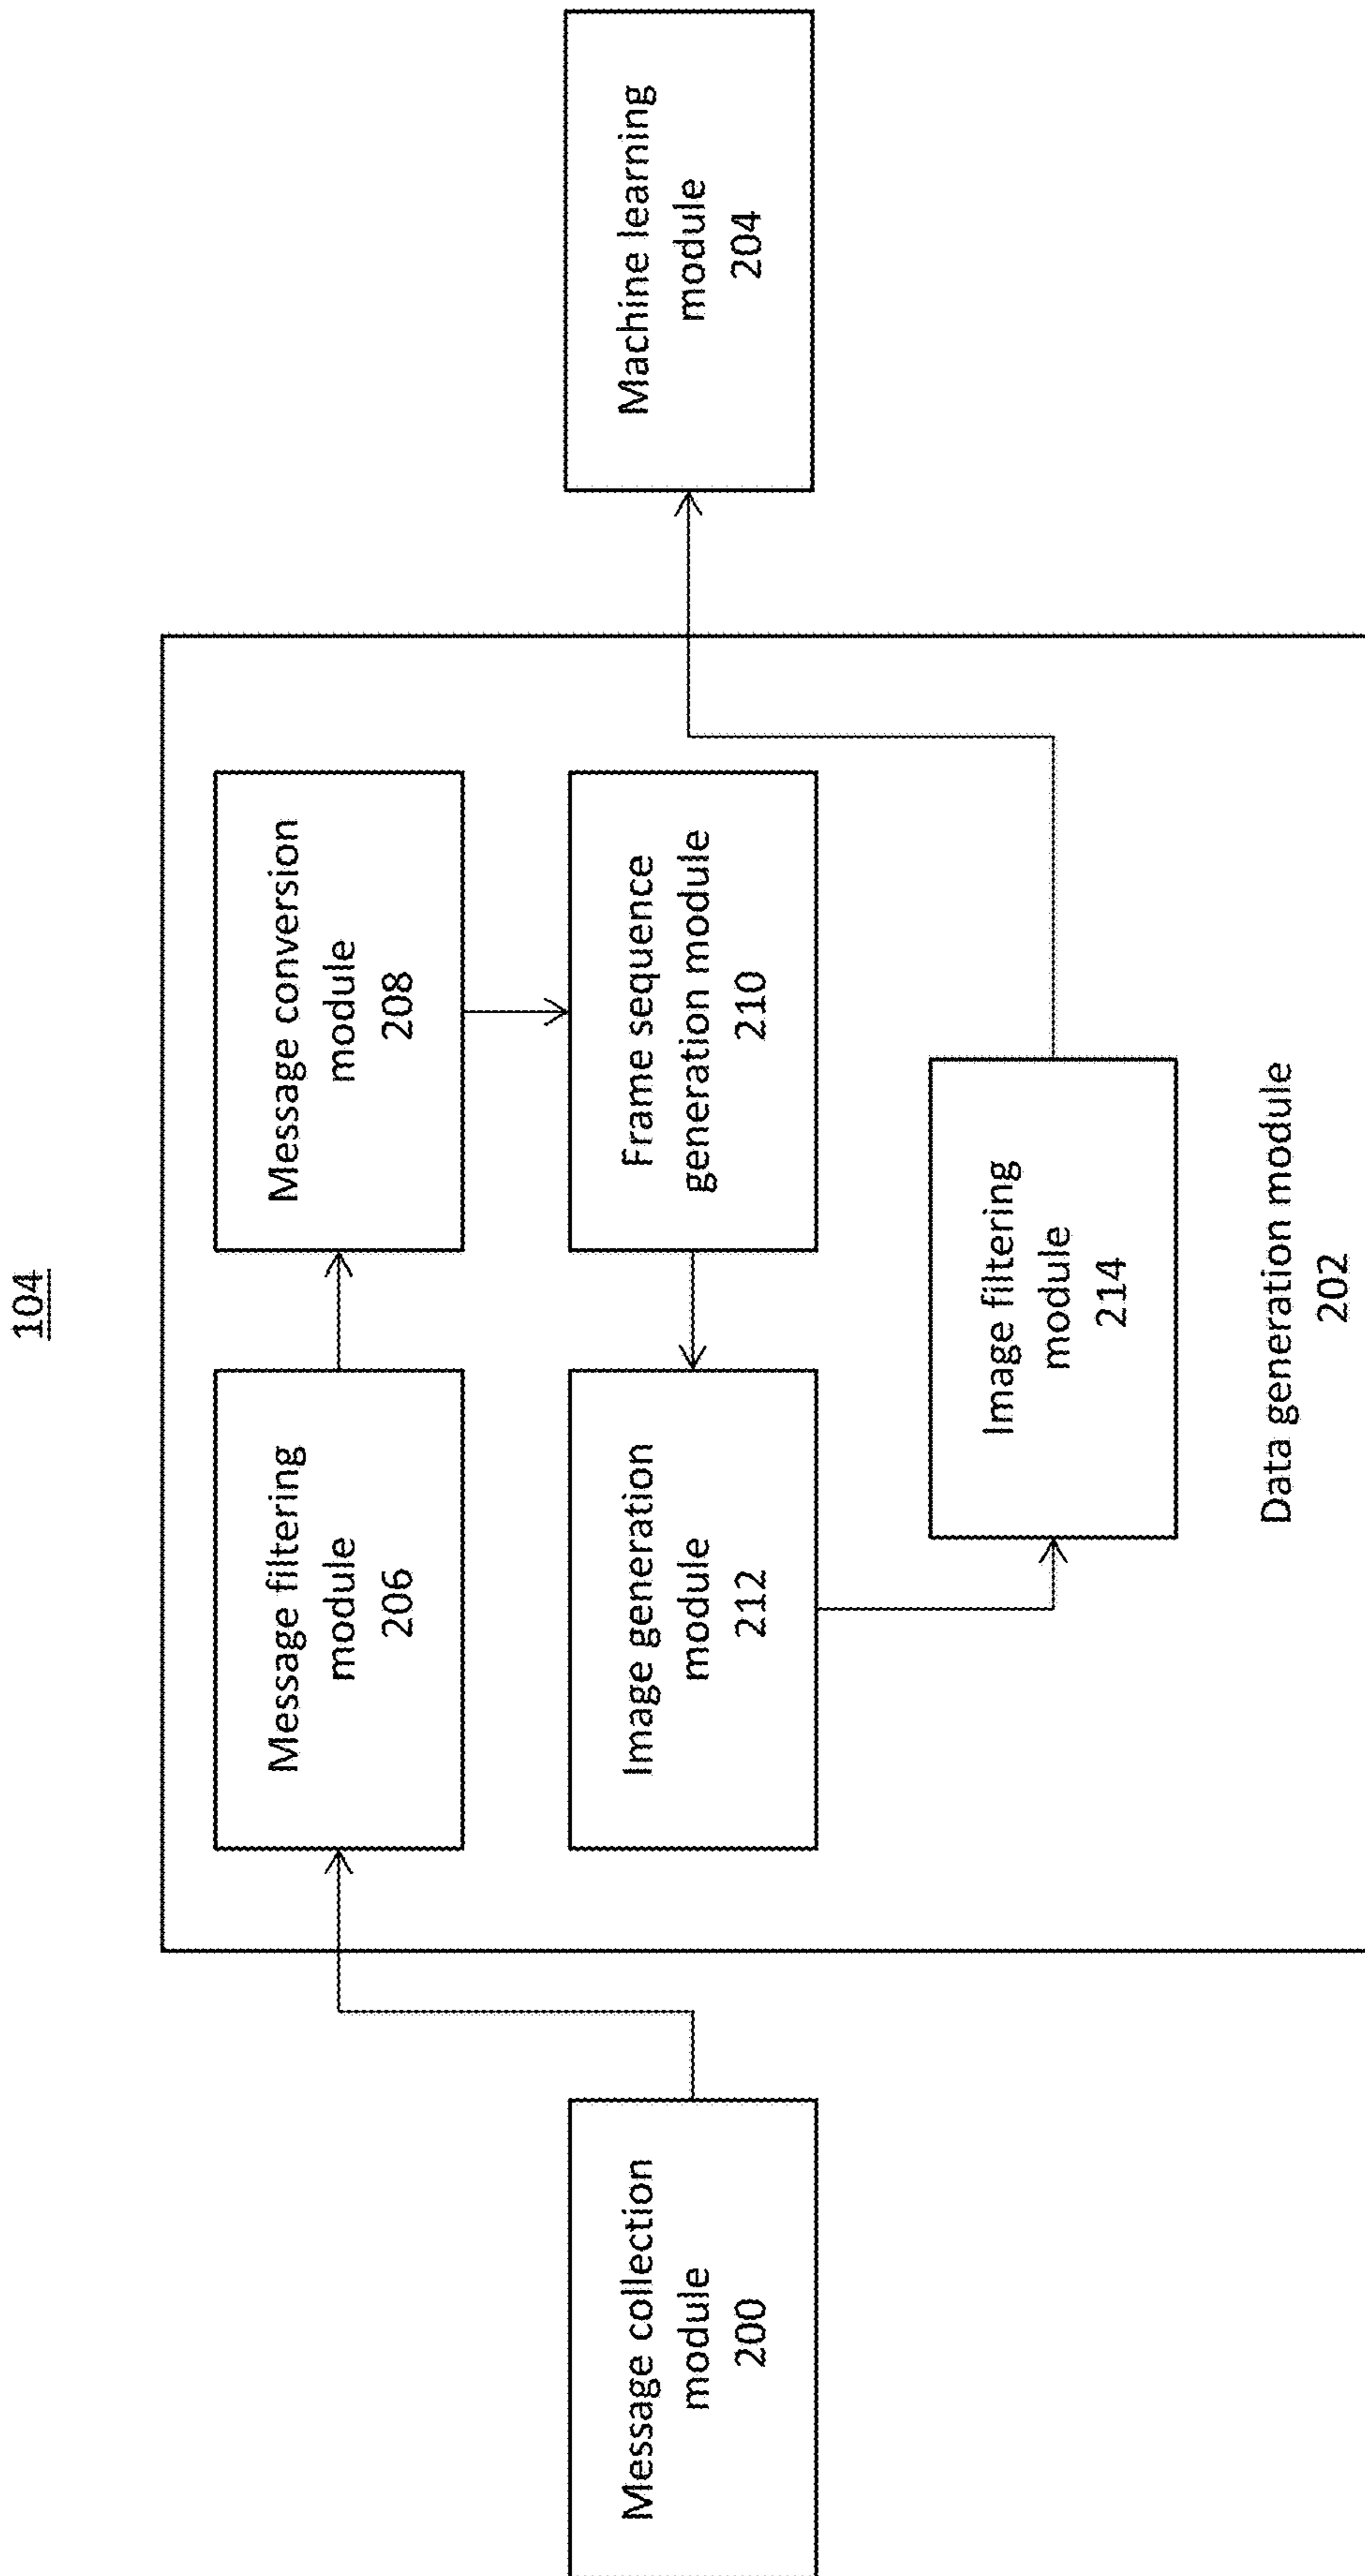 104
Message collection
module
200
Message filtering
module
206
Message conversion
module
208
Frame sequence
generation module
210
Image generation
module
212
Image filtering
module
214
Data generation module
202
Machine learning
module
204